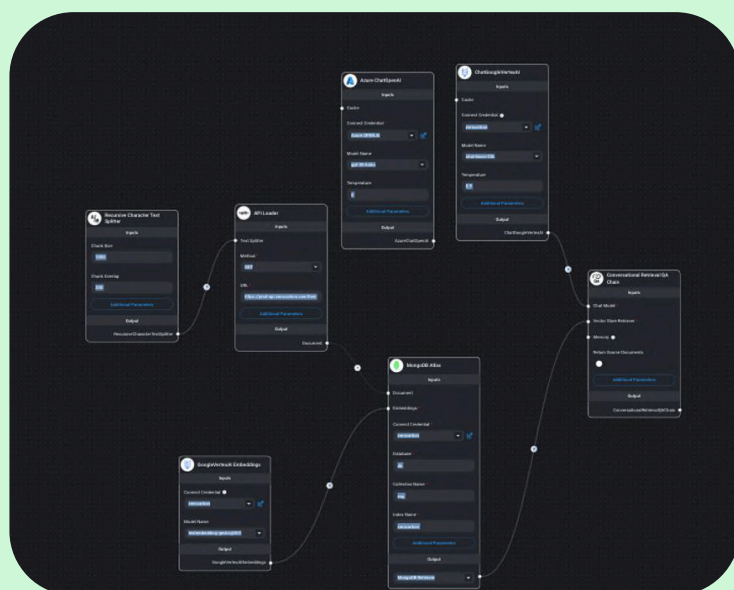 Azure ChatOpenAI
Inputs
Cache
Connect Credential
Model Name
Temperature
0
Additional Parameters
Output
AzureChatOpenAI
ChatGoogleVertexAI
Inputs
Cache
Connect Credential
Model Name
Temperature
Additional Parameters
Output
ChatGoogleVertexAI
Recursive Character Text
Splitter
Inputs
Chunk Size
Chunk Overlap
Additional Parameters
Output
RecursiveCharacterTextSplitter
API Loader
Inputs
Text Splitter
Method
GET
URL
Additional Parameters
Output
Document
Conversational Retrieval QA
Chain
Inputs
Chat Model
Vector Store Retriever
Memory
Return Source Documents
Additional Parameters
Output
ConversationalRetrievalQAChain
MongoDB Atlas
Inputs
Document
Embeddings
Connect Credential
Database
Collection Name
Index Name
Additional Parameters
Output
MongoDB Retriever
GoogleVertexAI Embeddings
Inputs
Connect Credential
Model Name
Output
GoogleVertexAIEmbeddings